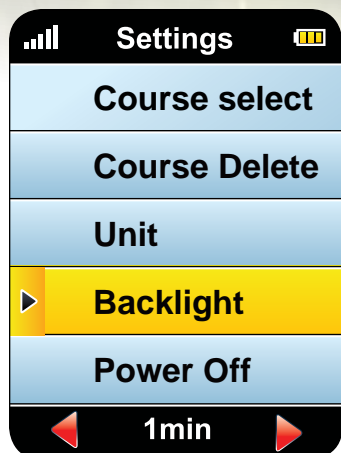 Settings
Course select
Course Delete
Unit
Backlight
Power Off
1min